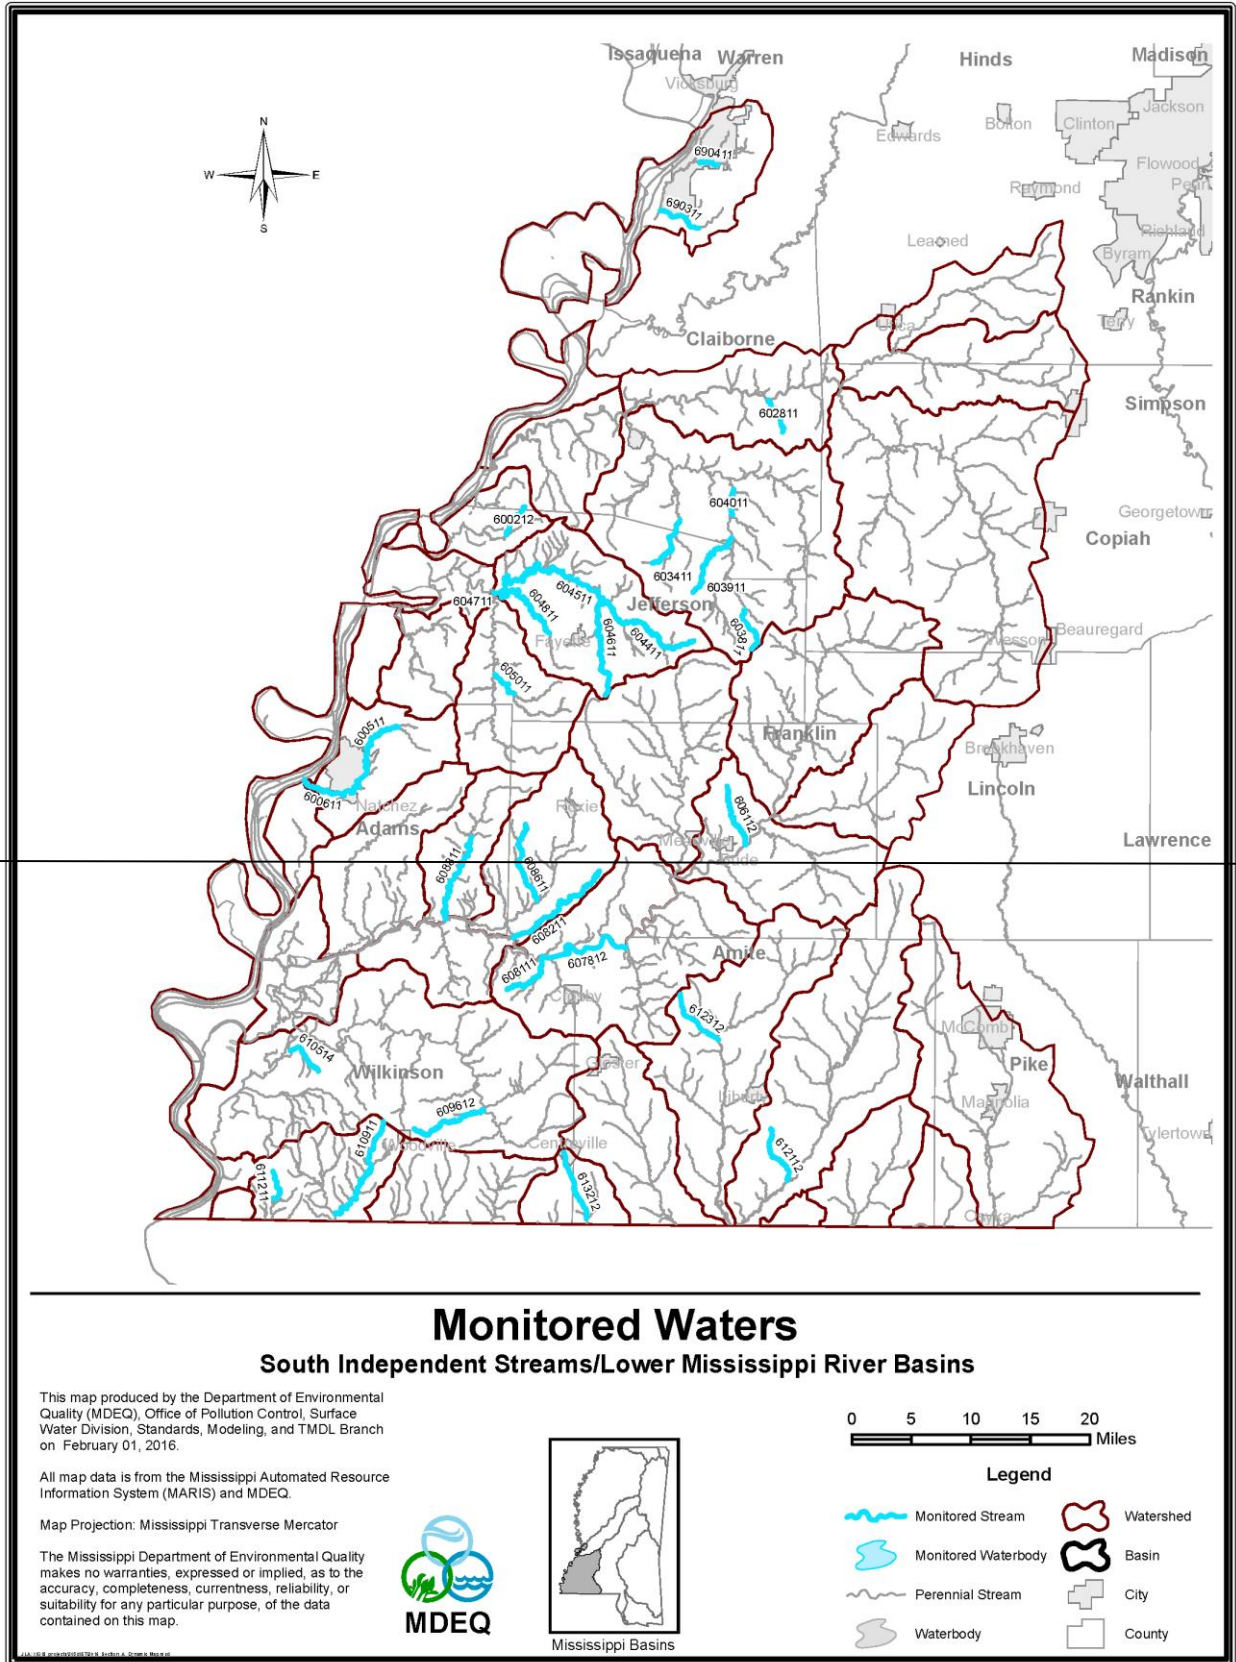 Issaquena Warren Hinds Madison
Vicksburg
Jackson
Edwards Bolton Clinton
690411
Flowood
Pearl
Raymond
690311
Learned
Richland
Byram
Rankin
Utica Terry
Claiborne
Simpson
602811
604011
600212
Georgetown
Copiah
603411
603911
604511
604711
604811
Jefferson
603811
Fayette
604611
604411
Wesson
Beauregard
605011
600511
Franklin
Brookhaven
Lincoln
600611
Natchez
Roxie
606112
Adams
Meadville
Bude
Lawrence
608811
608611
608211
608111
607812
Amite
Crosby
612312
McComb
610514
Wilkinson
Gloster
Pike
Walthall
Liberty
Magnolia
609612
Tylertown
Woodville
Centreville
610911
612112
611211
613212
Osyka
N
W E
S
Monitored Waters
South Independent Streams/Lower Mississippi River Basins
This map produced by the Department of Environmental
Quality (MDEQ), Office of Pollution Control, Surface
Water Division, Standards, Modeling, and TMDL Branch
on February 01, 2016.
All map data is from the Mississippi Automated Resource
Information System (MARIS) and MDEQ.
Map Projection: Mississippi Transverse Mercator
The Mississippi Department of Environmental Quality
makes no warranties, expressed or implied, as to the
accuracy, completeness, currentness, reliability, or
suitability for any particular purpose, of the data
contained on this map.
MDEQ
Mississippi Basins
0 5 10 15 20
Miles
Legend
Monitored Stream
Watershed
Monitored Waterbody
Basin
Perennial Stream
City
Waterbody
County